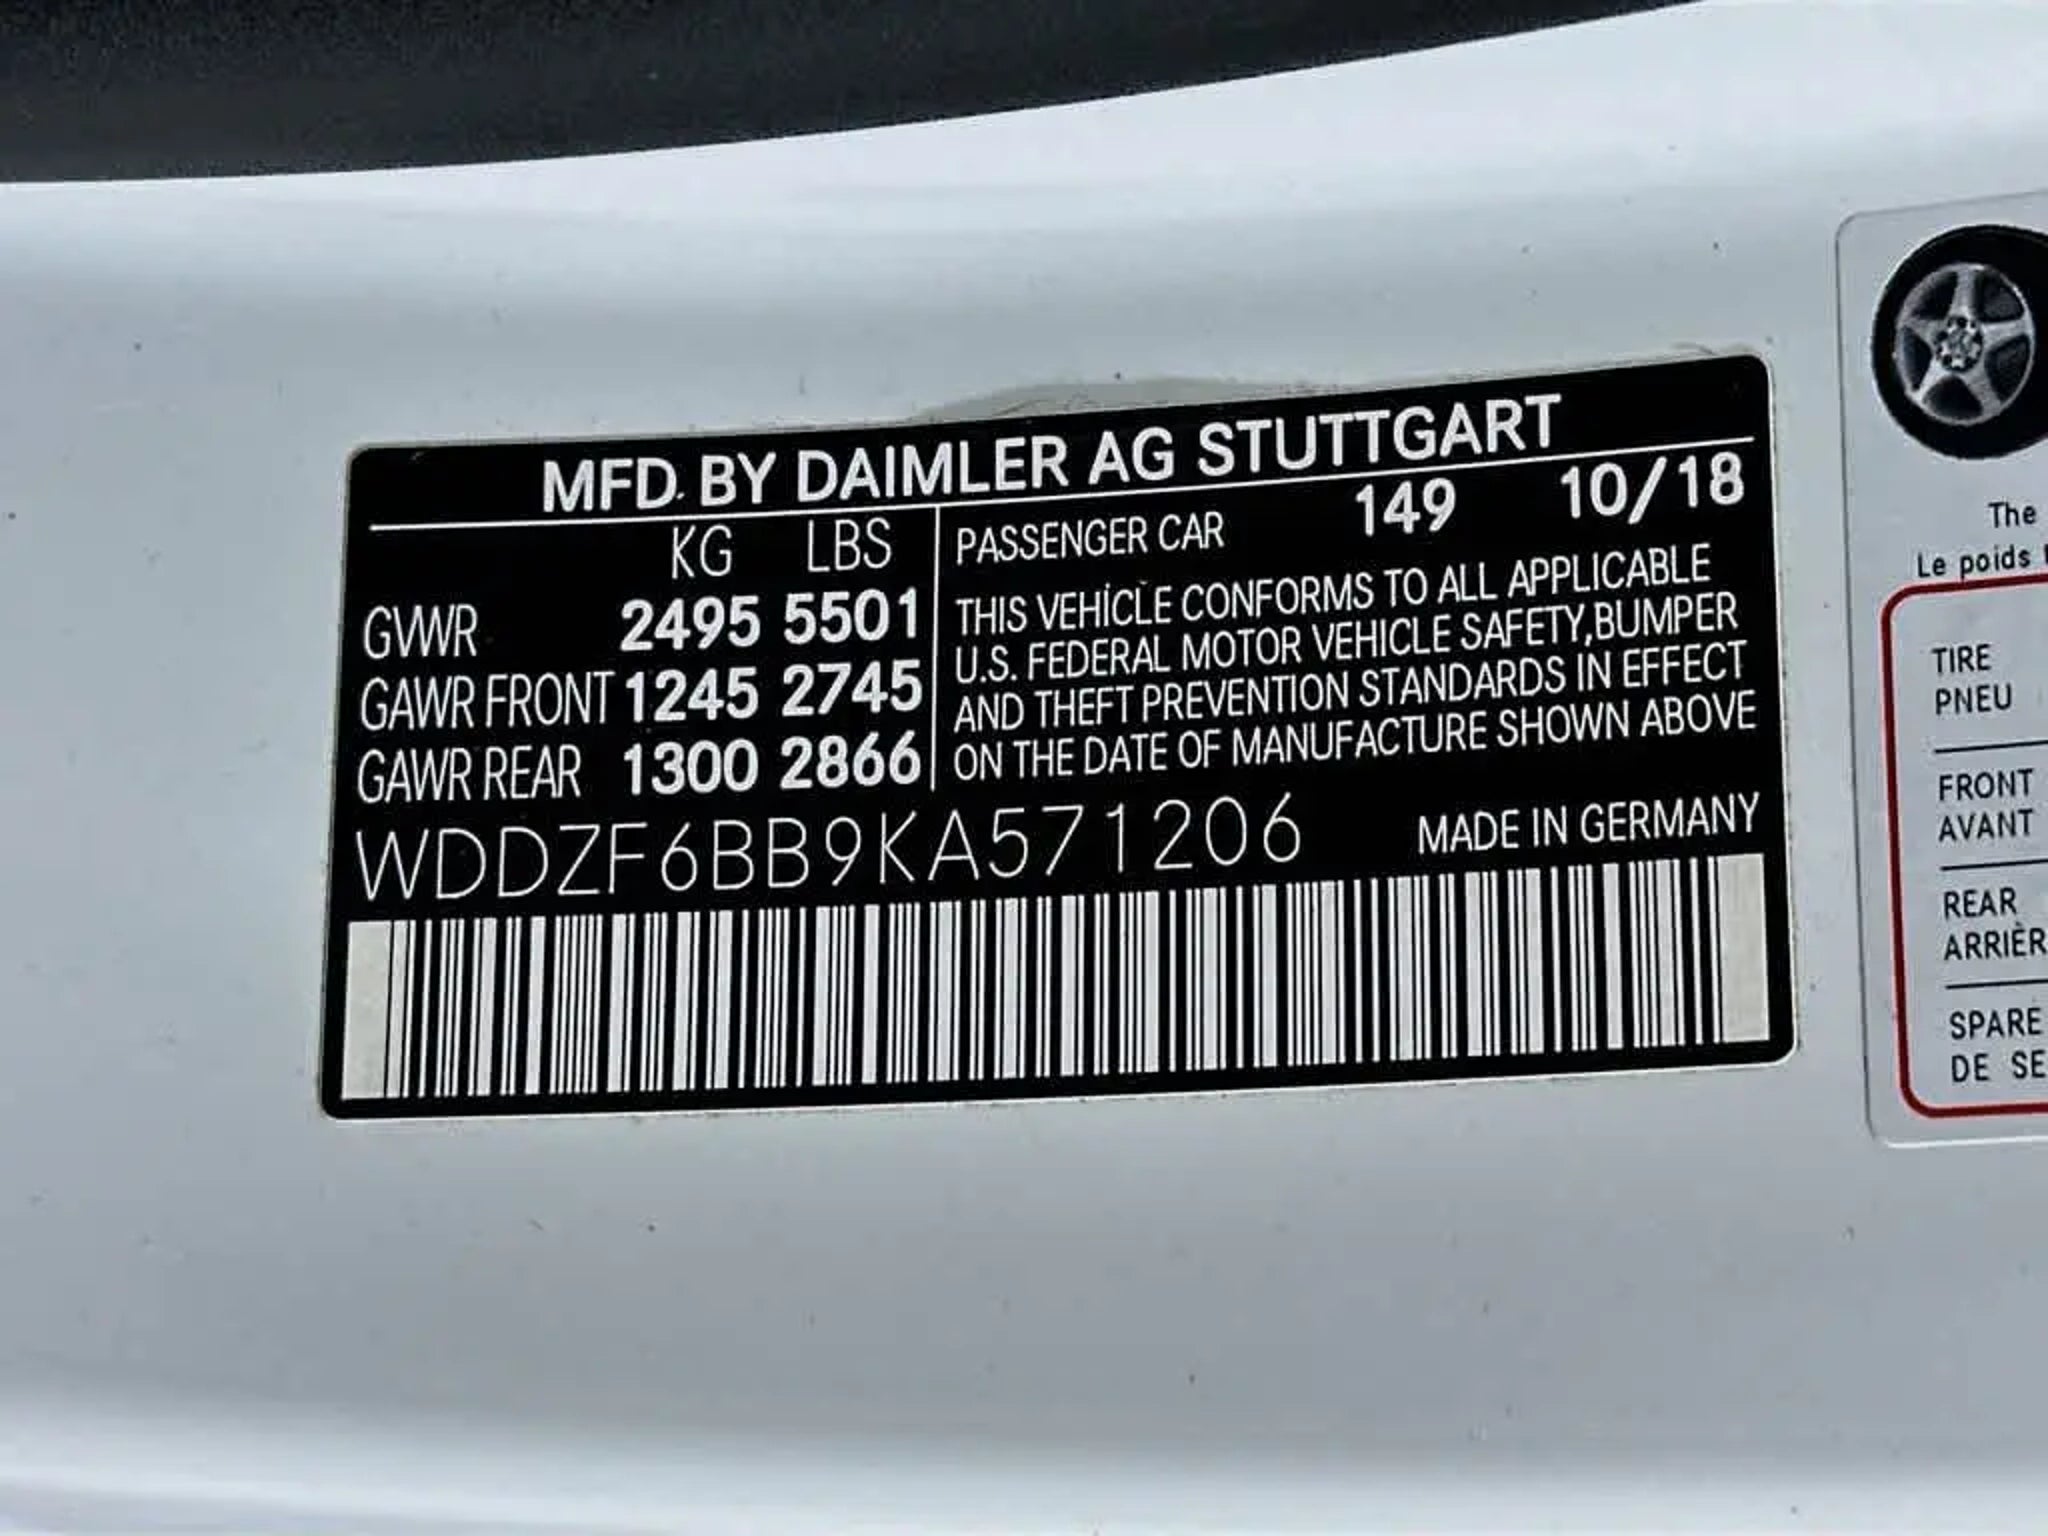 MFD. BY DAIMLER AG STUTTGART
KG LBS
GVWR 2495 5501
GAWR FRONT 1245 2745
GAWR REAR 1300 2866
PASSENGER CAR 149 10/18
THIS VEHICLE CONFORMS TO ALL APPLICABLE
U.S. FEDERAL MOTOR VEHICLE SAFETY,BUMPER
AND THEFT PREVENTION STANDARDS IN EFFECT
ON THE DATE OF MANUFACTURE SHOWN ABOVE
WDDZF6BB9KA571206
MADE IN GERMANY
The
Le poids
TIRE
PNEU
FRONT
AVANT
REAR
ARRIÈR
SPARE
DE SE